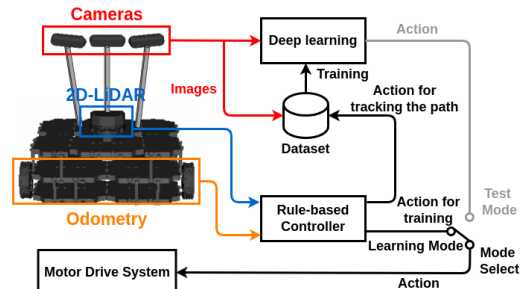 Cameras
Deep learning
Action
2D-LiDAR
Images
Training
Action for
tracking the path
Dataset
Odometry
Rule-based
Controller
Action for
training
Test
Mode
Learning Mode
Mode
Select
Motor Drive System
Action